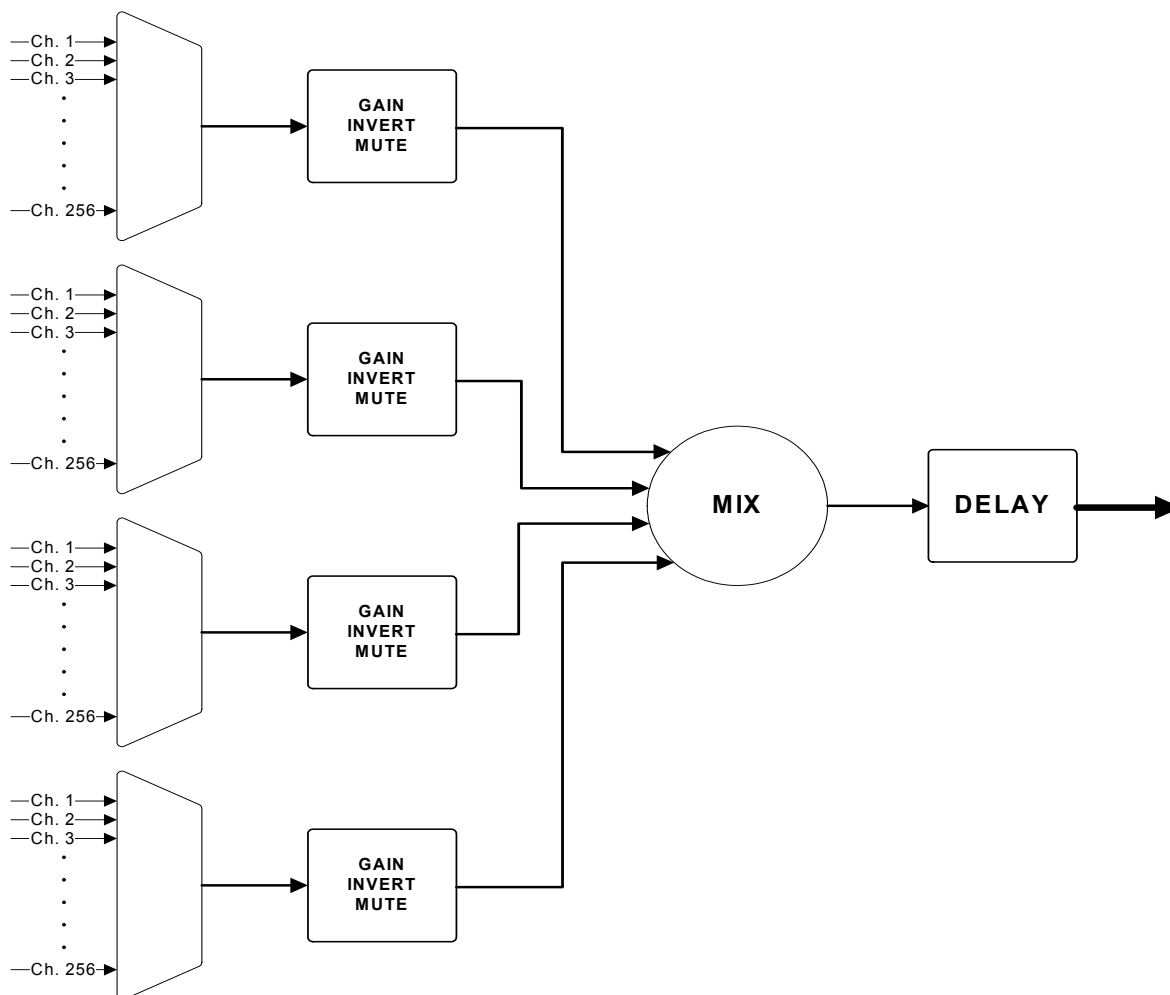 Ch. 1
Ch. 2
Ch. 3
Ch. 256
GAIN
INVERT
MUTE
Ch. 1
Ch. 2
Ch. 3
Ch. 256
GAIN
INVERT
MUTE
MIX
DELAY
Ch. 1
Ch. 2
Ch. 3
Ch. 256
GAIN
INVERT
MUTE
Ch. 1
Ch. 2
Ch. 3
Ch. 256
GAIN
INVERT
MUTE